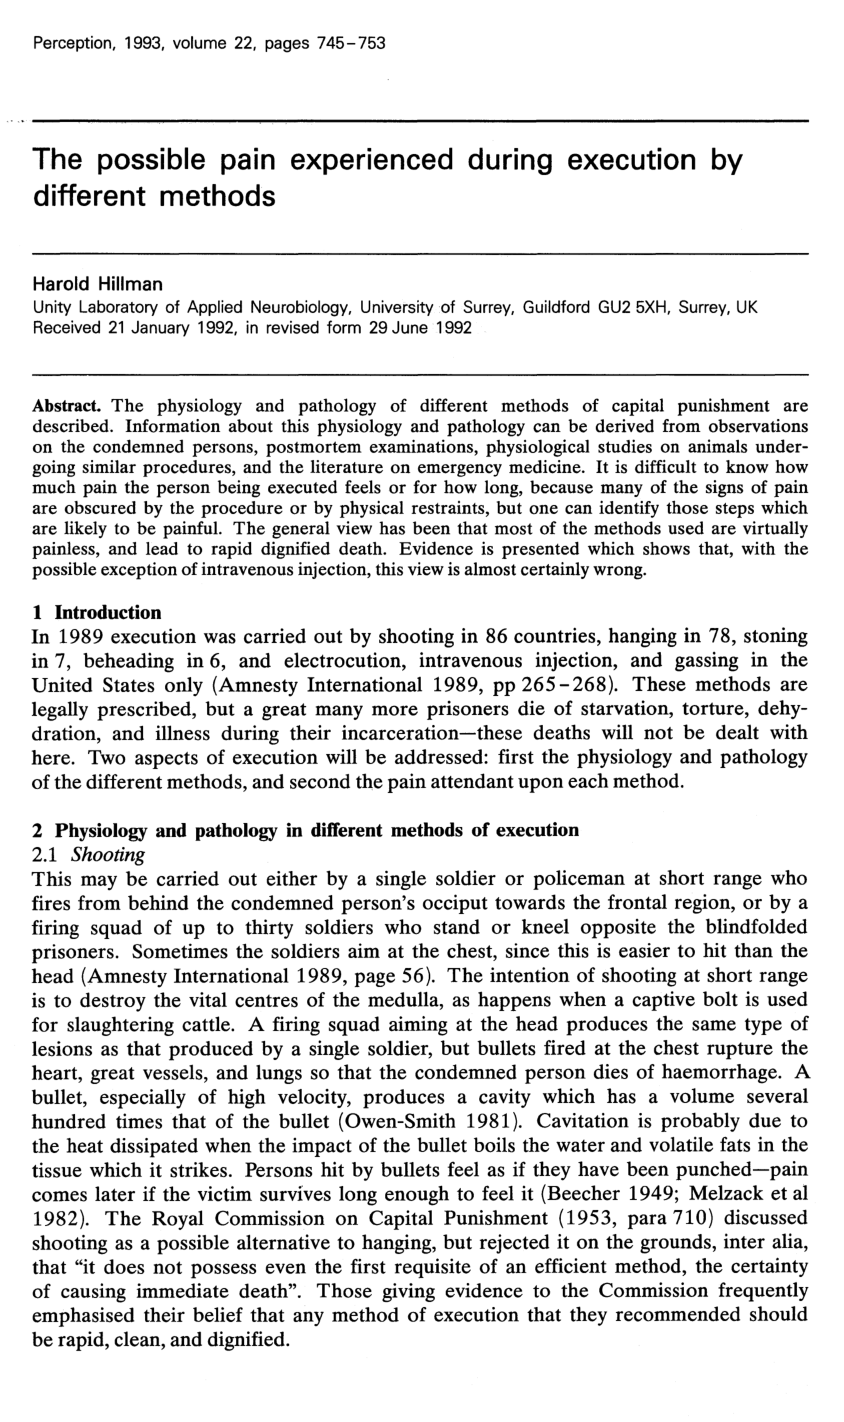 Perception, 1993, volume 22, pages 745–753
The possible pain experienced during execution by
different methods
Harold Hillman
Unity Laboratory of Applied Neurobiology, University of Surrey, Guildford GU2 5XH, Surrey, UK
Received 21 January 1992, in revised form 29 June 1992
Abstract. The physiology and pathology of different methods of capital punishment are
described. Information about this physiology and pathology can be derived from observations
on the condemned persons, postmortem examinations, physiological studies on animals under-
going similar procedures, and the literature on emergency medicine. It is difficult to know how
much pain the person being executed feels or for how long, because many of the signs of pain
are obscured by the procedure or by physical restraints, but one can identify those steps which
are likely to be painful. The general view has been that most of the methods used are virtually
painless, and lead to rapid dignified death. Evidence is presented which shows that, with the
possible exception of intravenous injection, this view is almost certainly wrong.
1 Introduction
In 1989 execution was carried out by shooting in 86 countries, hanging in 78, stoning
in 7, beheading in 6, and electrocution, intravenous injection, and gassing in the
United States only (Amnesty International 1989, pp 265–268). These methods are
legally prescribed, but a great many more prisoners die of starvation, torture, dehy-
dration, and illness during their incarceration—these deaths will not be dealt with
here. Two aspects of execution will be addressed: first the physiology and pathology
of the different methods, and second the pain attendant upon each method.
2 Physiology and pathology in different methods of execution
2.1 Shooting
This may be carried out either by a single soldier or policeman at short range who
fires from behind the condemned person's occiput towards the frontal region, or by a
firing squad of up to thirty soldiers who stand or kneel opposite the blindfolded
prisoners. Sometimes the soldiers aim at the chest, since this is easier to hit than the
head (Amnesty International 1989, page 56). The intention of shooting at short range
is to destroy the vital centres of the medulla, as happens when a captive bolt is used
for slaughtering cattle. A firing squad aiming at the head produces the same type of
lesions as that produced by a single soldier, but bullets fired at the chest rupture the
heart, great vessels, and lungs so that the condemned person dies of haemorrhage. A
bullet, especially of high velocity, produces a cavity which has a volume several
hundred times that of the bullet (Owen-Smith 1981). Cavitation is probably due to
the heat dissipated when the impact of the bullet boils the water and volatile fats in the
tissue which it strikes. Persons hit by bullets feel as if they have been punched—pain
comes later if the victim survives long enough to feel it (Beecher 1949; Melzack et al
1982). The Royal Commission on Capital Punishment (1953, para 710) discussed
shooting as a possible alternative to hanging, but rejected it on the grounds, inter alia,
that “it does not possess even the first requisite of an efficient method, the certainty
of causing immediate death”. Those giving evidence to the Commission frequently
emphasised their belief that any method of execution that they recommended should
be rapid, clean, and dignified.